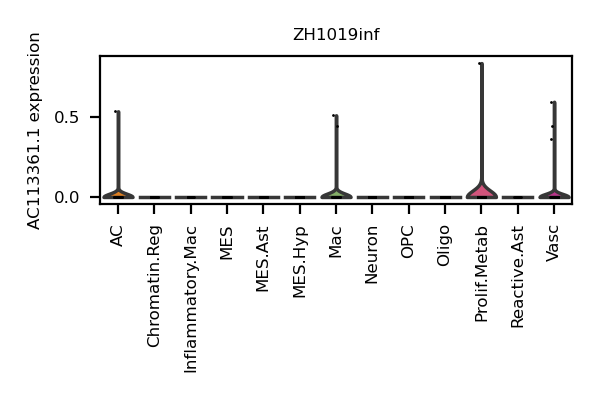 ZH1019inf
AC113361.1 expression
0.5
0.0
AC
Chromatin.Reg
Inflammatory.Mac
MES
MES.Ast
MES.Hyp
Mac
Neuron
OPC
Oligo
Prolif.Metab
Reactive.Ast
Vasc